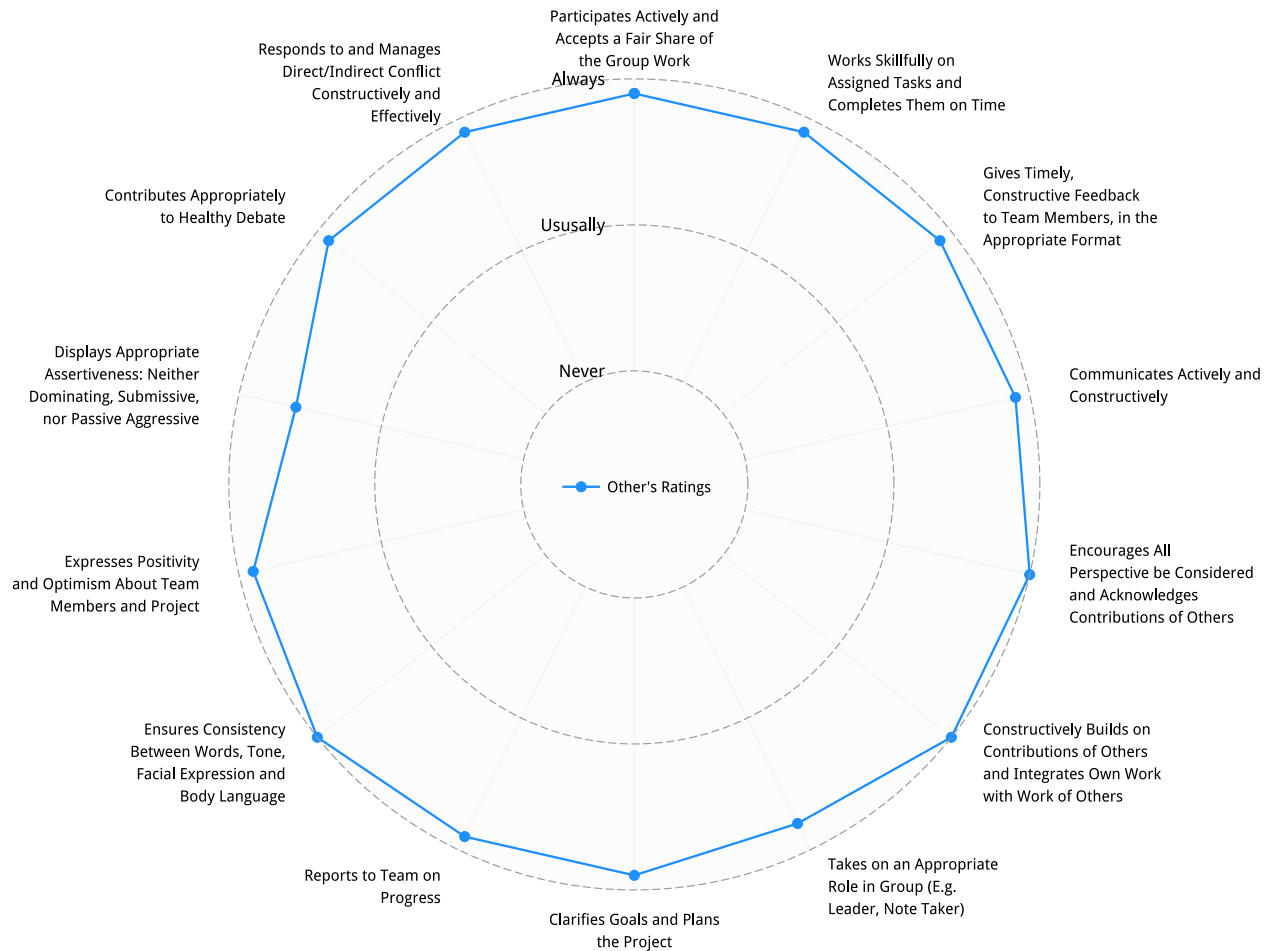 Participates Actively and
Accepts a Fair Share of
the Group Work
Works Skillfully on
Assigned Tasks and
Completes Them on Time
Gives Timely,
Constructive Feedback
to Team Members, in the
Appropriate Format
Communicates Actively and
Constructively
Encourages All
Perspective be Considered
and Acknowledges
Contributions of Others
Constructively Builds on
Contributions of Others
and Integrates Own Work
with Work of Others
Takes on an Appropriate
Role in Group (E.g.
Leader, Note Taker)
Clarifies Goals and Plans
the Project
Reports to Team on
Progress
Ensures Consistency
Between Words, Tone,
Facial Expression and
Body Language
Expresses Positivity
and Optimism About Team
Members and Project
Displays Appropriate
Assertiveness: Neither
Dominating, Submissive,
nor Passive Aggressive
Contributes Appropriately
to Healthy Debate
Responds to and Manages
Direct/Indirect Conflict
Constructively and
Effectively
Always
Ususally
Never
Other's Ratings